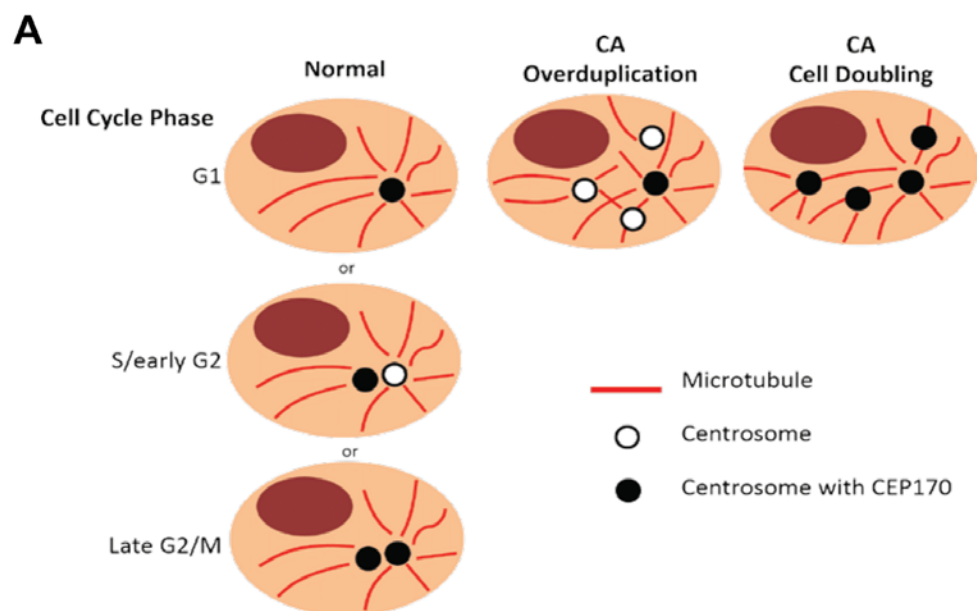 A
Normal
CA
Overduplication
CA
Cell Doubling
Cell Cycle Phase
G1
or
S/early G2
or
Late G2/M
Microtubule
Centrosome
Centrosome with CEP170